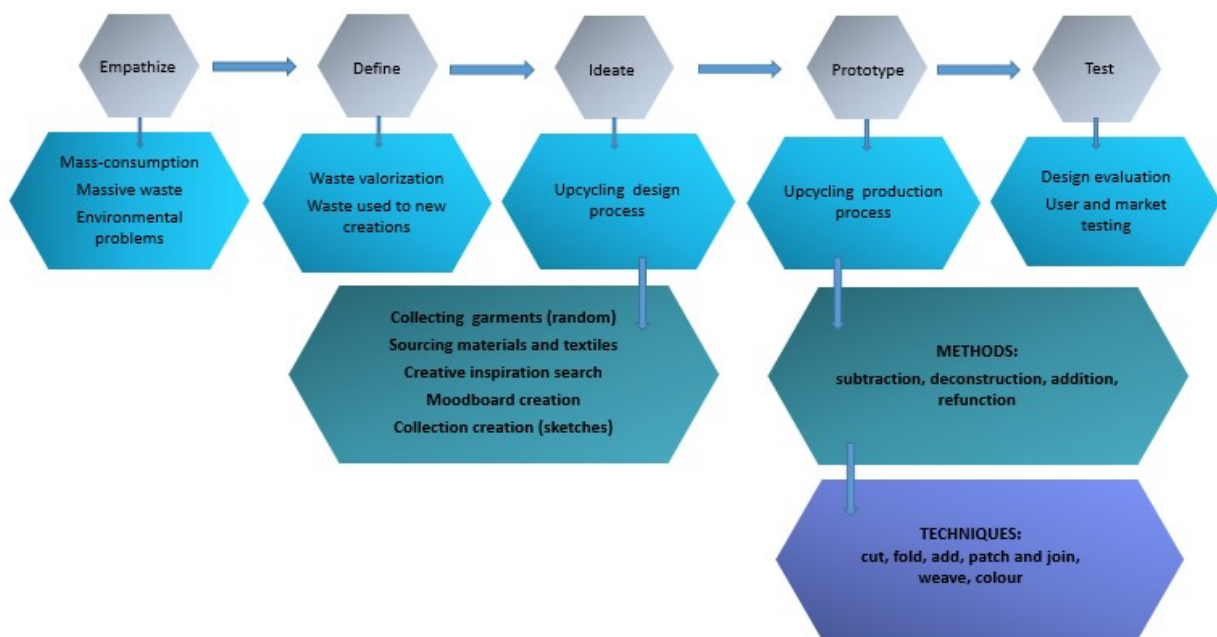 Empathize
Define
Ideate
Prototype
Test
Mass-consumption
Massive waste
Environmental
problems
Waste valorization
Waste used to new
creations
Upcycling design
process
Upcycling production
process
Design evaluation
User and market
testing
Collecting garments (random)
Sourcing materials and textiles
Creative inspiration search
Moodboard creation
Collection creation (sketches)
METHODS:
subtraction, deconstruction, addition,
refunction
TECHNIQUES:
cut, fold, add, patch and join,
weave, colour